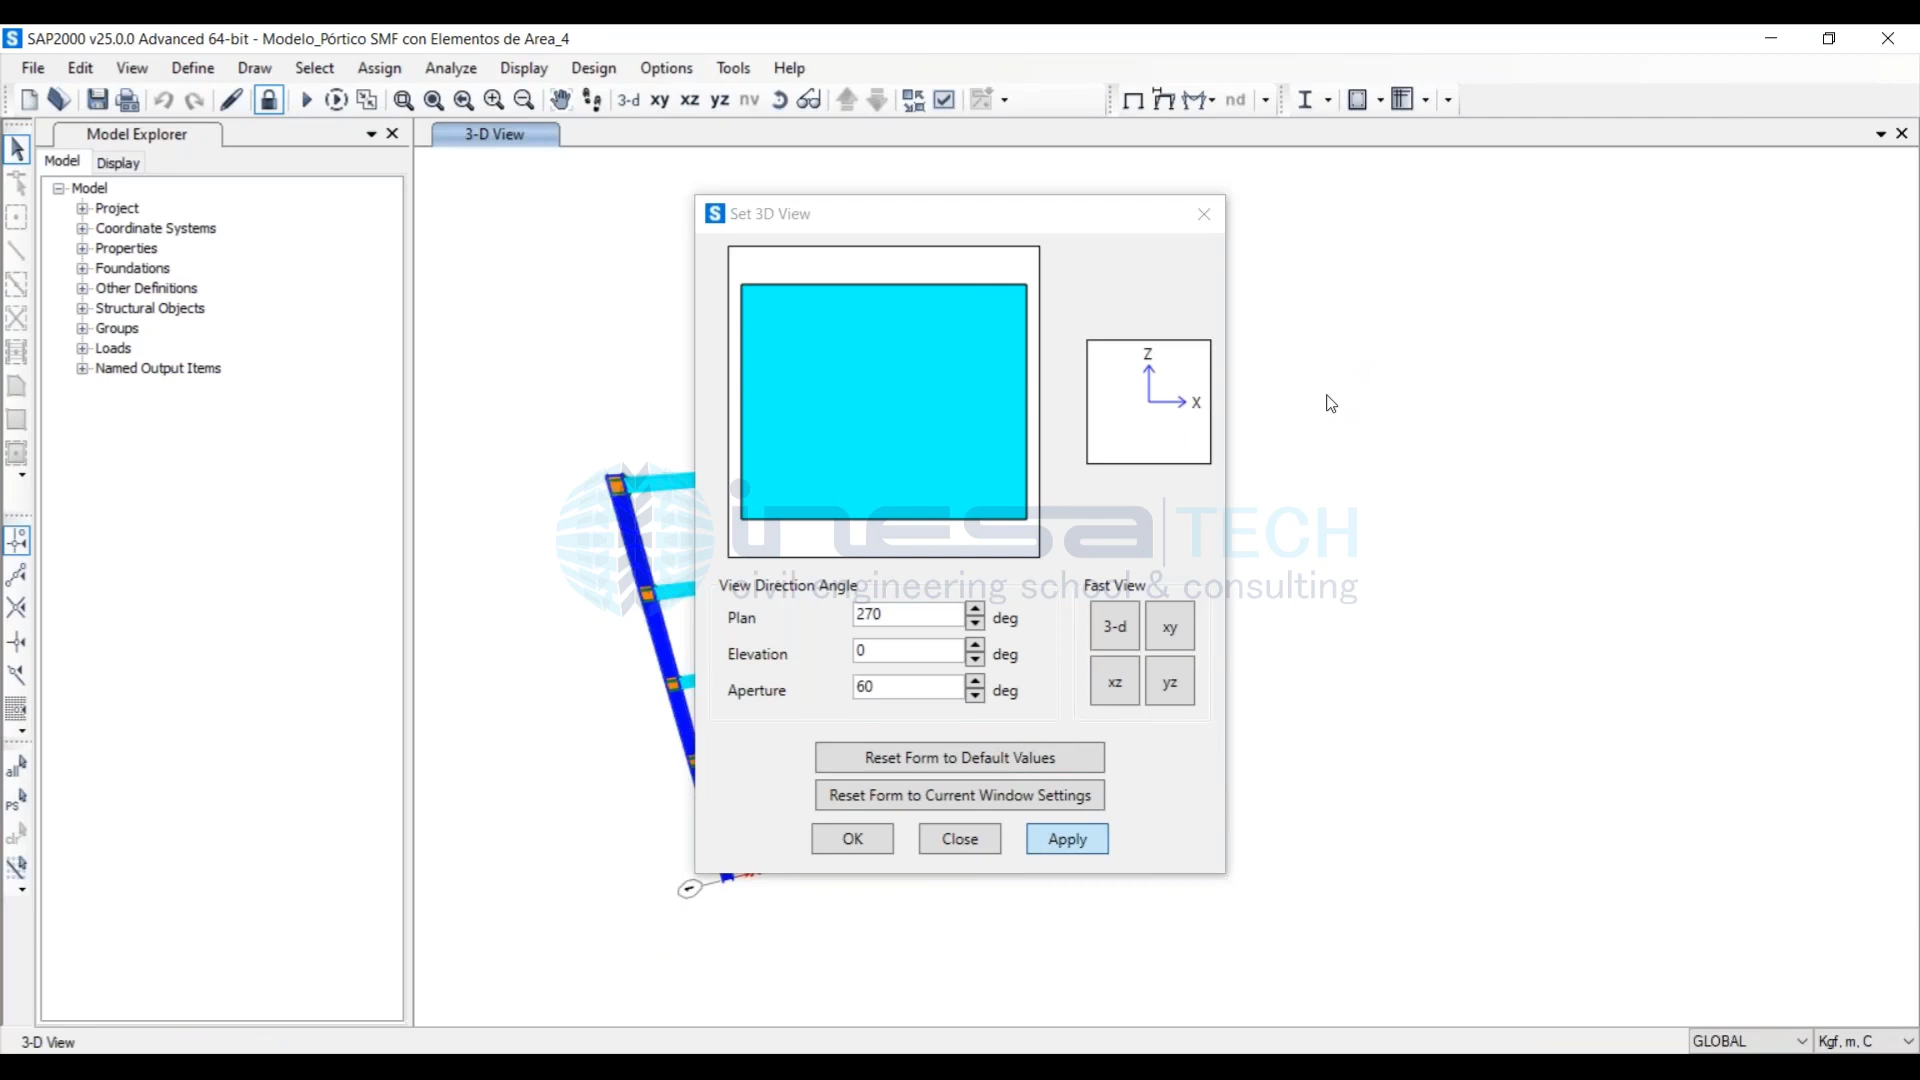 SAP2000 v25.0.0 Advanced 64-bit - Modelo_Pórtico SMF con Elementos de Area_4
File Edit View Define Draw Select Assign Analyze Display Design Options Tools Help
3-d xy xz yz nv nd
Model Explorer
3-D View
Model Display
Model
Project
Coordinate Systems
Properties
Foundations
Other Definitions
Structural Objects
Groups
Loads
Named Output Items
Set 3D View
Z
X
inesa TECH
civil engineering school & consulting
View Direction Angle
Plan 270 deg
Elevation 0 deg
Aperture 60 deg
Fast View
3-d xy
xz yz
Reset Form to Default Values
Reset Form to Current Window Settings
OK Close Apply
all
PS
clr
3-D View
GLOBAL
Kgf, m, C